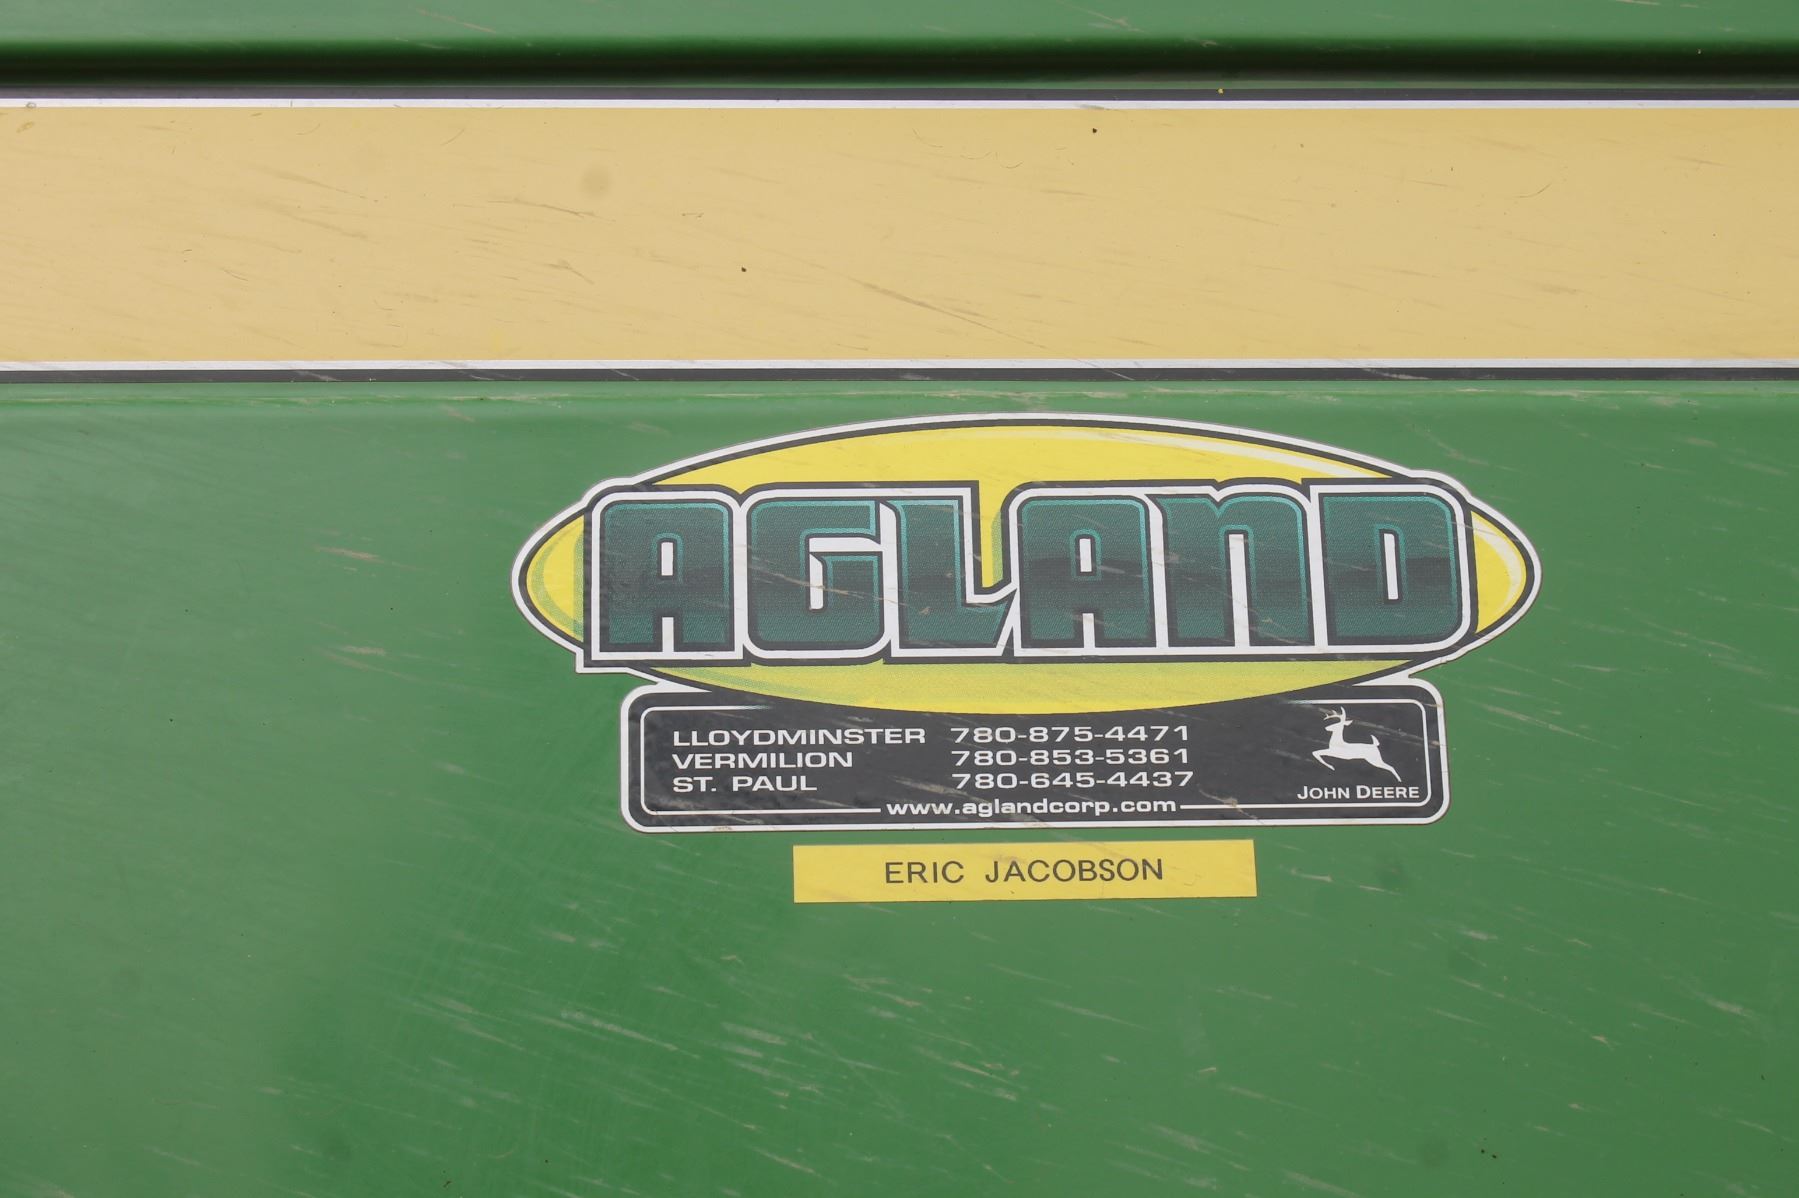 AGLAND
LLOYDMINSTER 780-875-4471
VERMILION 780-853-5361
ST. PAUL 780-645-4437
www.aglandcorp.com
JOHN DEERE
ERIC JACOBSON